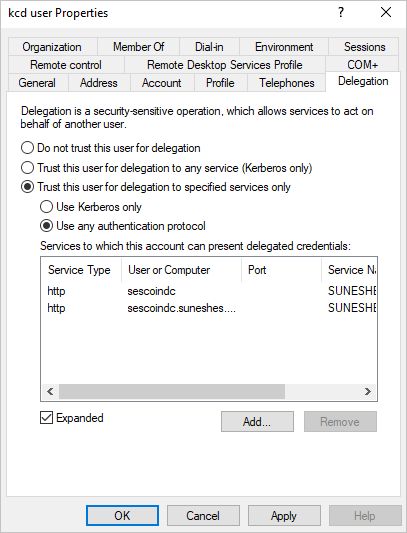 kcd user Properties
Organization Member Of Dial-in Environment Sessions
Remote control Remote Desktop Services Profile COM+
General Address Account Profile Telephones Delegation
Delegation is a security-sensitive operation, which allows services to act on
behalf of another user.
Do not trust this user for delegation
Trust this user for delegation to any service (Kerberos only)
Trust this user for delegation to specified services only
Use Kerberos only
Use any authentication protocol
Services to which this account can present delegated credentials:
Service Type User or Computer Port Service Na
http sescoindc SUNESHE
http sescoindc.suneshes.... SUNESHE
Expanded Add... Remove
OK Cancel Apply Help